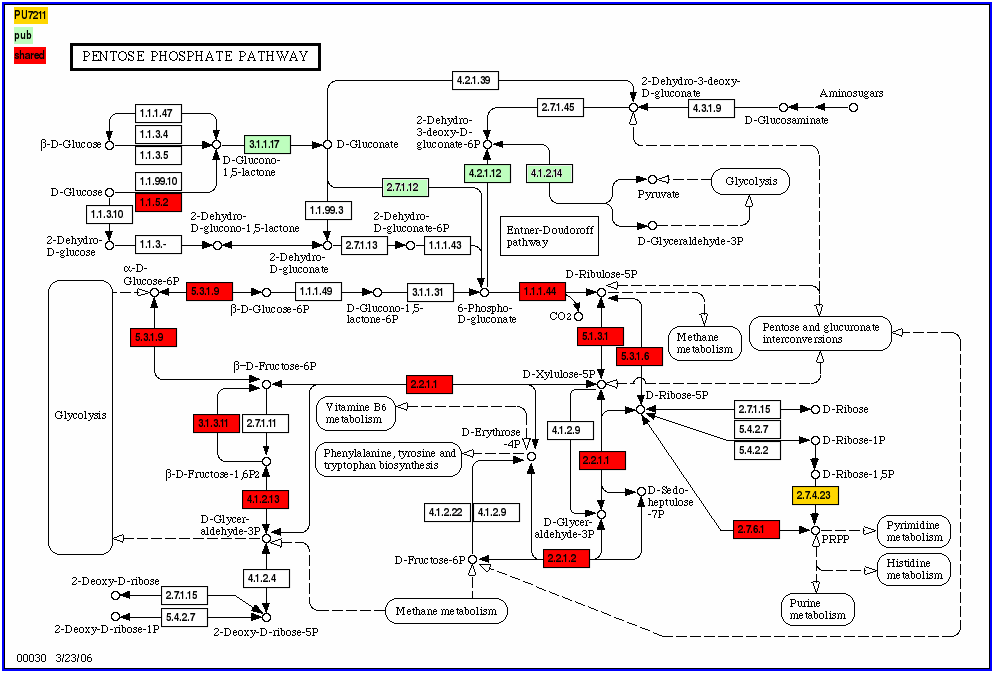 PU7211
pub
shared
PENTOSE PHOSPHATE PATHWAY
4.2.1.39
2-Dehydro-3-deoxy-
D-gluconate
Aminosugars
1.1.1.47
2.7.1.45
4.3.1.9
D-Glucosaminate
2-Dehydro-
3-deoxy-D-
gluconate-6P
1.1.3.4
β-D-Glucose
3.1.1.17
D-Gluconate
1.1.3.5
D-Glucono-
1,5-lactone
4.2.1.12
4.1.2.14
1.1.99.10
2.7.1.12
Pyruvate
Glycolysis
D-Glucose
1.1.5.2
1.1.3.10
1.1.99.3
2-Dehydro-
D-glucono-1,5-lactone
2-Dehydro-
D-gluconate-6P
Entner-Doudoroff
pathway
D-Glyceraldehyde-3P
2-Dehydro-
D-glucose
1.1.3.-
2.7.1.13
1.1.1.43
2-Dehydro-
D-gluconate
α-D-
Glucose-6P
D-Ribulose-5P
5.3.1.9
β-D-Glucose-6P
1.1.1.49
D-Glucono-1,5-
lactone-6P
3.1.1.31
6-Phospho-
D-gluconate
1.1.1.44
CO2
5.3.1.9
5.1.3.1
5.3.1.6
Methane
metabolism
Pentose and glucuronate
interconversions
β-D-Fructose-6P
2.2.1.1
D-Xylulose-5P
D-Ribose-5P
Glycolysis
3.1.3.11
2.7.1.11
Vitamin B6
metabolism
D-Erythrose
-4P
4.1.2.9
2.7.1.15
D-Ribose
5.4.2.7
5.4.2.2
D-Ribose-1P
Phenylalanine, tyrosine and
tryptophan biosynthesis
2.2.1.1
β-D-Fructose-1,6P2
D-Ribose-1,5P
4.1.2.13
2.7.4.23
D-Sedo-
heptulose
-7P
4.1.2.22
4.1.2.9
D-Glycer-
aldehyde-3P
D-Glycer-
aldehyde-3P
2.7.6.1
PRPP
Pyrimidine
metabolism
D-Fructose-6P
2.2.1.2
Histidine
metabolism
4.1.2.4
2-Deoxy-D-ribose
2.7.1.15
5.4.2.7
2-Deoxy-D-ribose-1P
2-Deoxy-D-ribose-5P
Methane metabolism
Purine
metabolism
00030 3/23/06